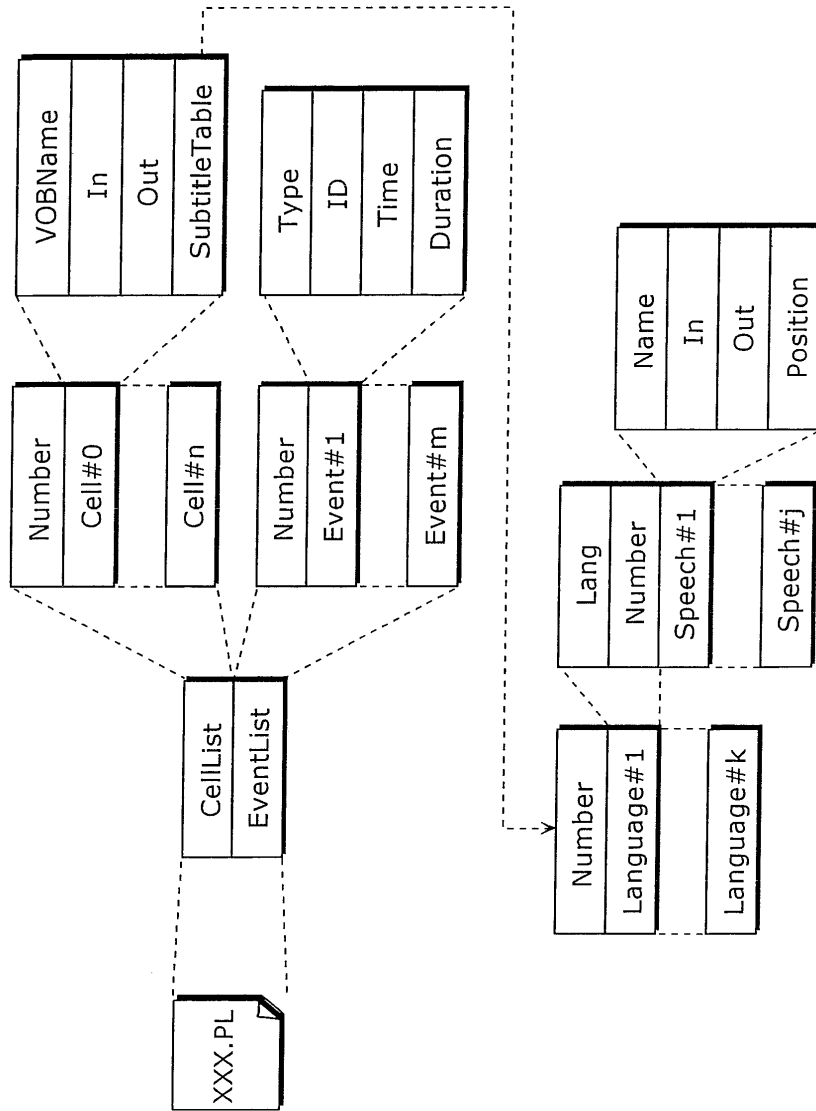 XXX.PL
CellList
EventList
Number
Cell#0
Cell#n
Number
Event#1
Event#m
VOBName
In
Out
SubtitleTable
Type
ID
Time
Duration
Number
Language#1
Language#k
Lang
Number
Speech#1
Speech#j
Name
In
Out
Position